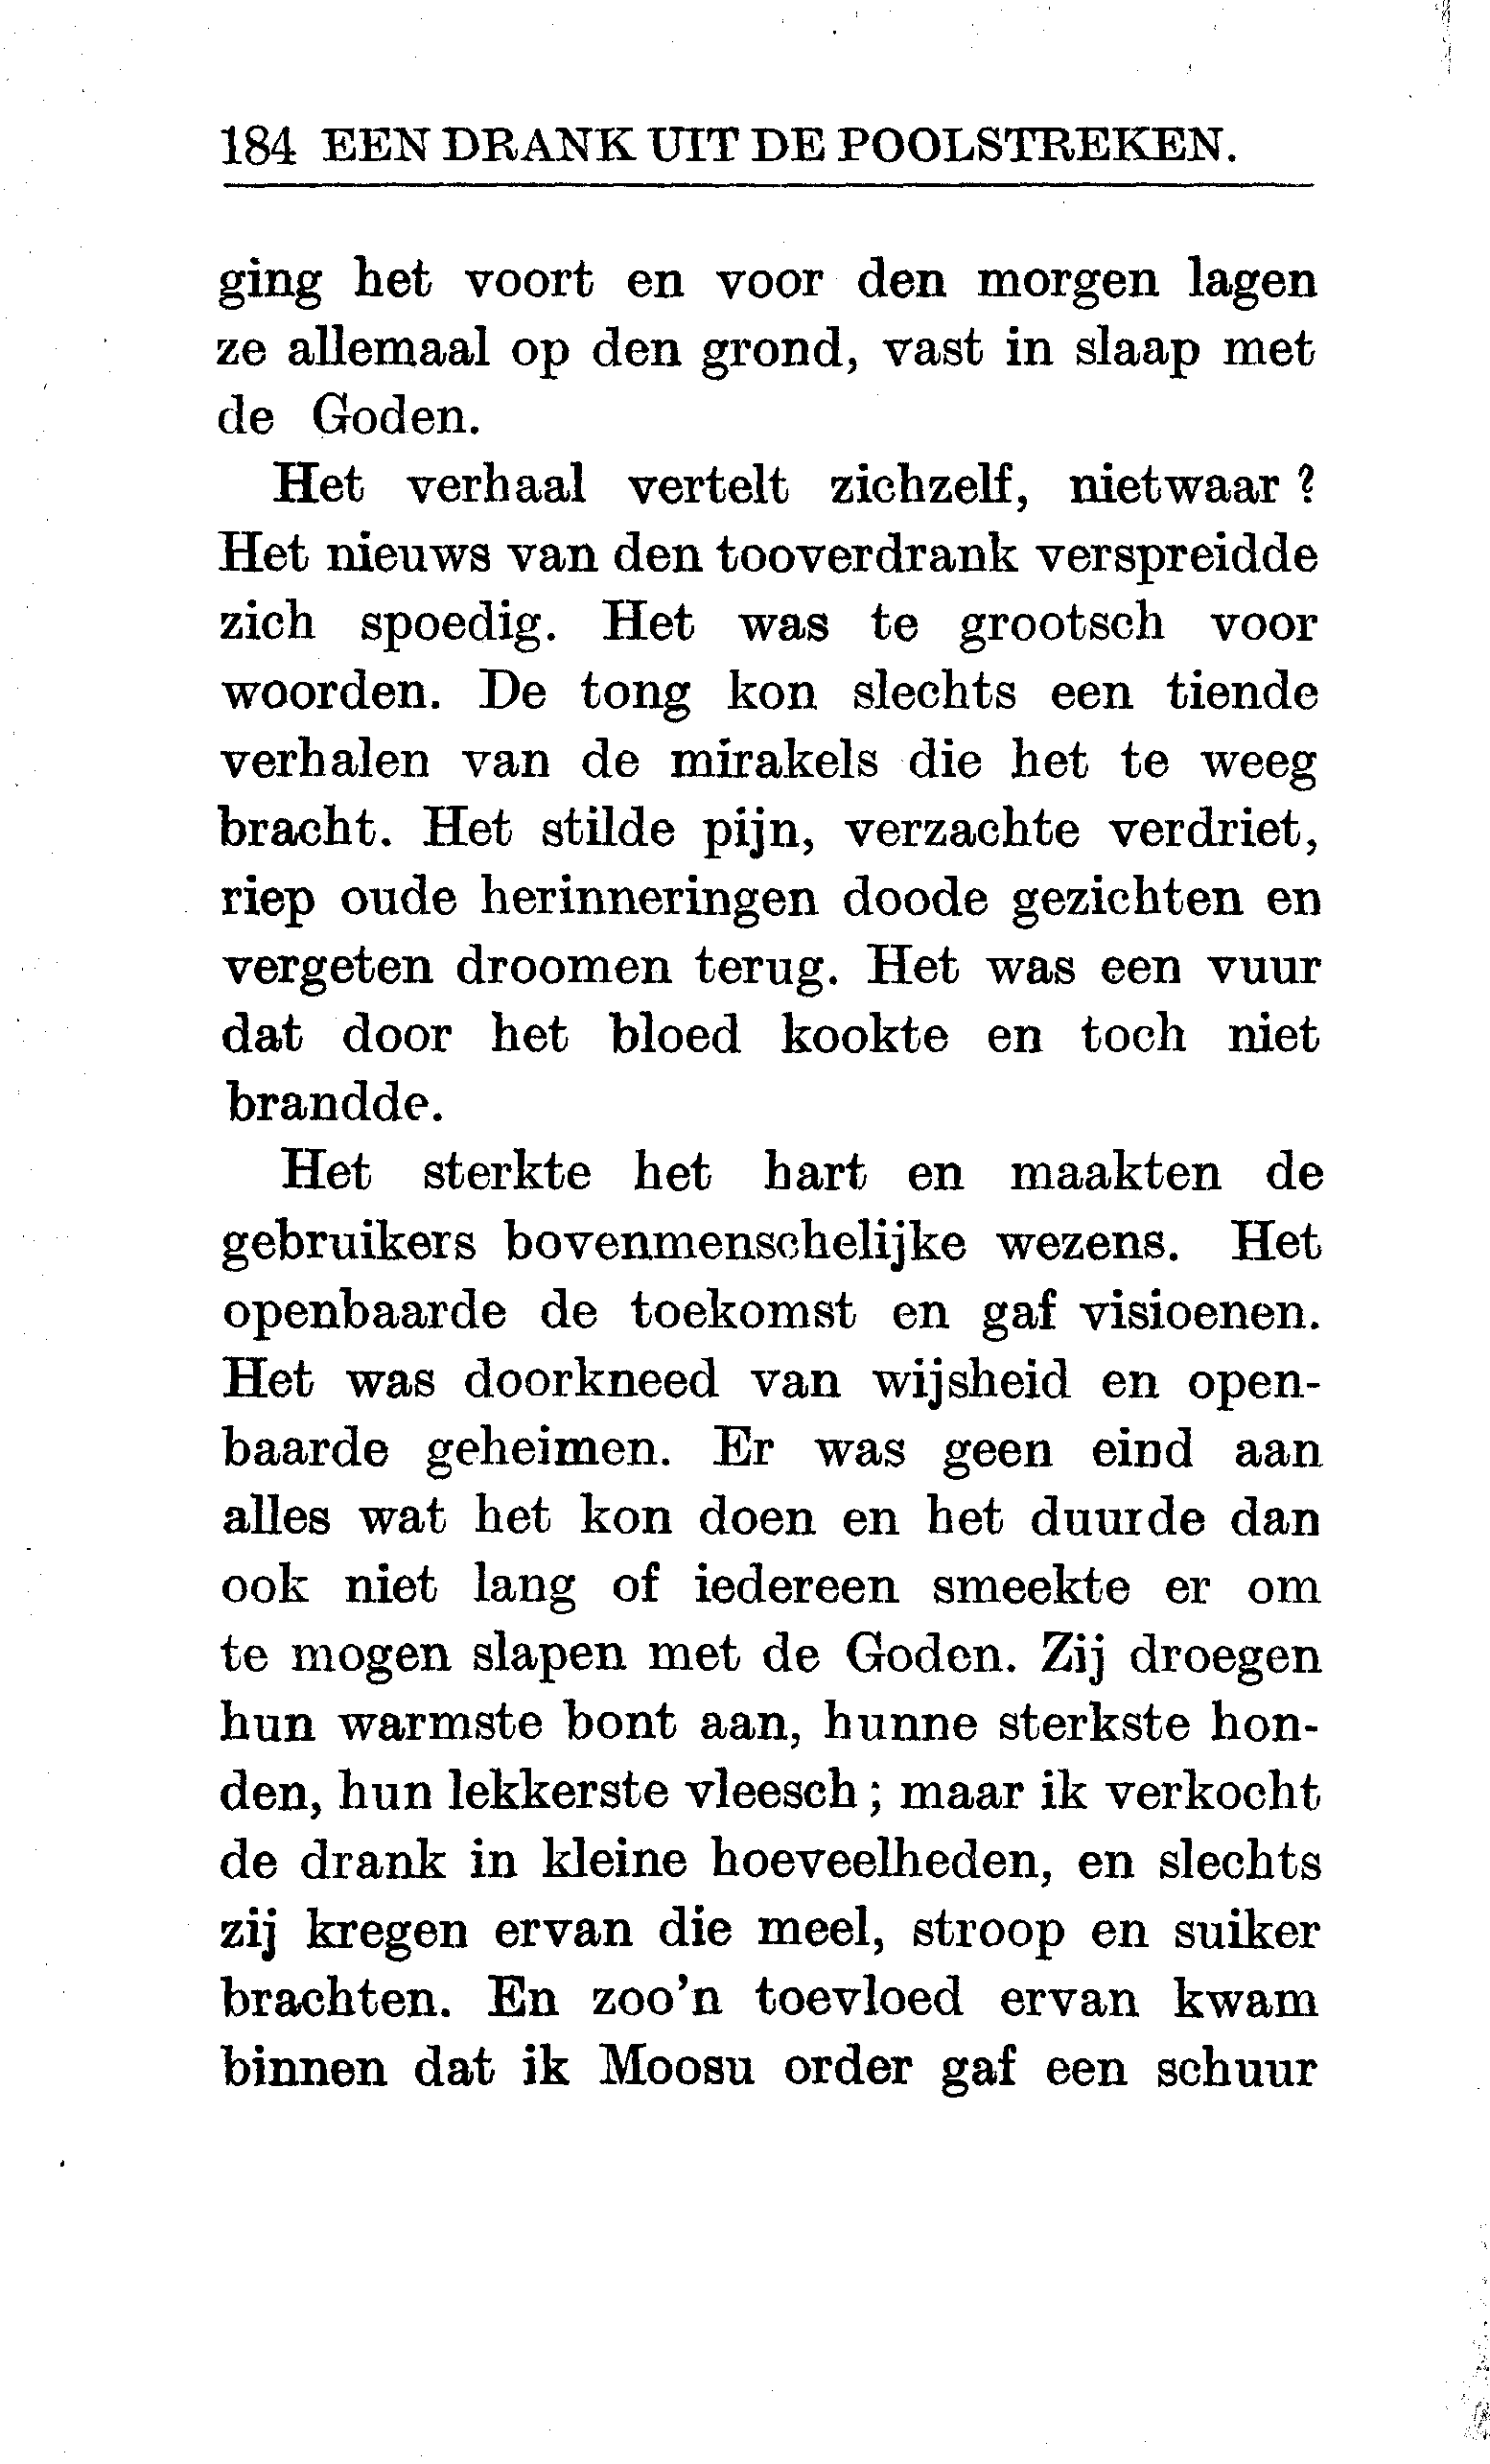 184 EEN DRANK UIT DE POOLSTREKEN.
ging het voort en voor den morgen lagen
ze allemaal op den grond, vast in slaap met
de Goden.
Het verhaal vertelt zichzelf, nietwaar ?
Het nieuws van den tooverdrank verspreidde
zich spoedig. Het was te grootsch voor
woorden. De tong kon slechts een tiende
verhalen van de mirakels die het te weeg
bracht. Het stilde pijn, verzachte verdriet,
riep oude herinneringen doode gezichten en
vergeten droomen terug. Het was een vuur
dat door het bloed kookte en toch niet
brandde.
Het sterkte het hart en maakten de
gebruikers bovenmenschelijke wezens. Het
openbaarde de toekomst en gaf visioenen.
Het was doorkneed van wijsheid en open-
baarde geheimen. Er was geen eind aan
alles wat het kon doen en het duurde dan
ook niet lang of iedereen smeekte er om
te mogen slapen met de Goden. Zij droegen
hun warmste bont aan, hunne sterkste hon-
den, hun lekkerste vleesch; maar ik verkocht
de drank in kleine hoeveelheden, en slechts
zij kregen ervan die meel, stroop en suiker
brachten. En zoo'n toevloed ervan kwam
binnen dat ik Moosu order gaf een schuur